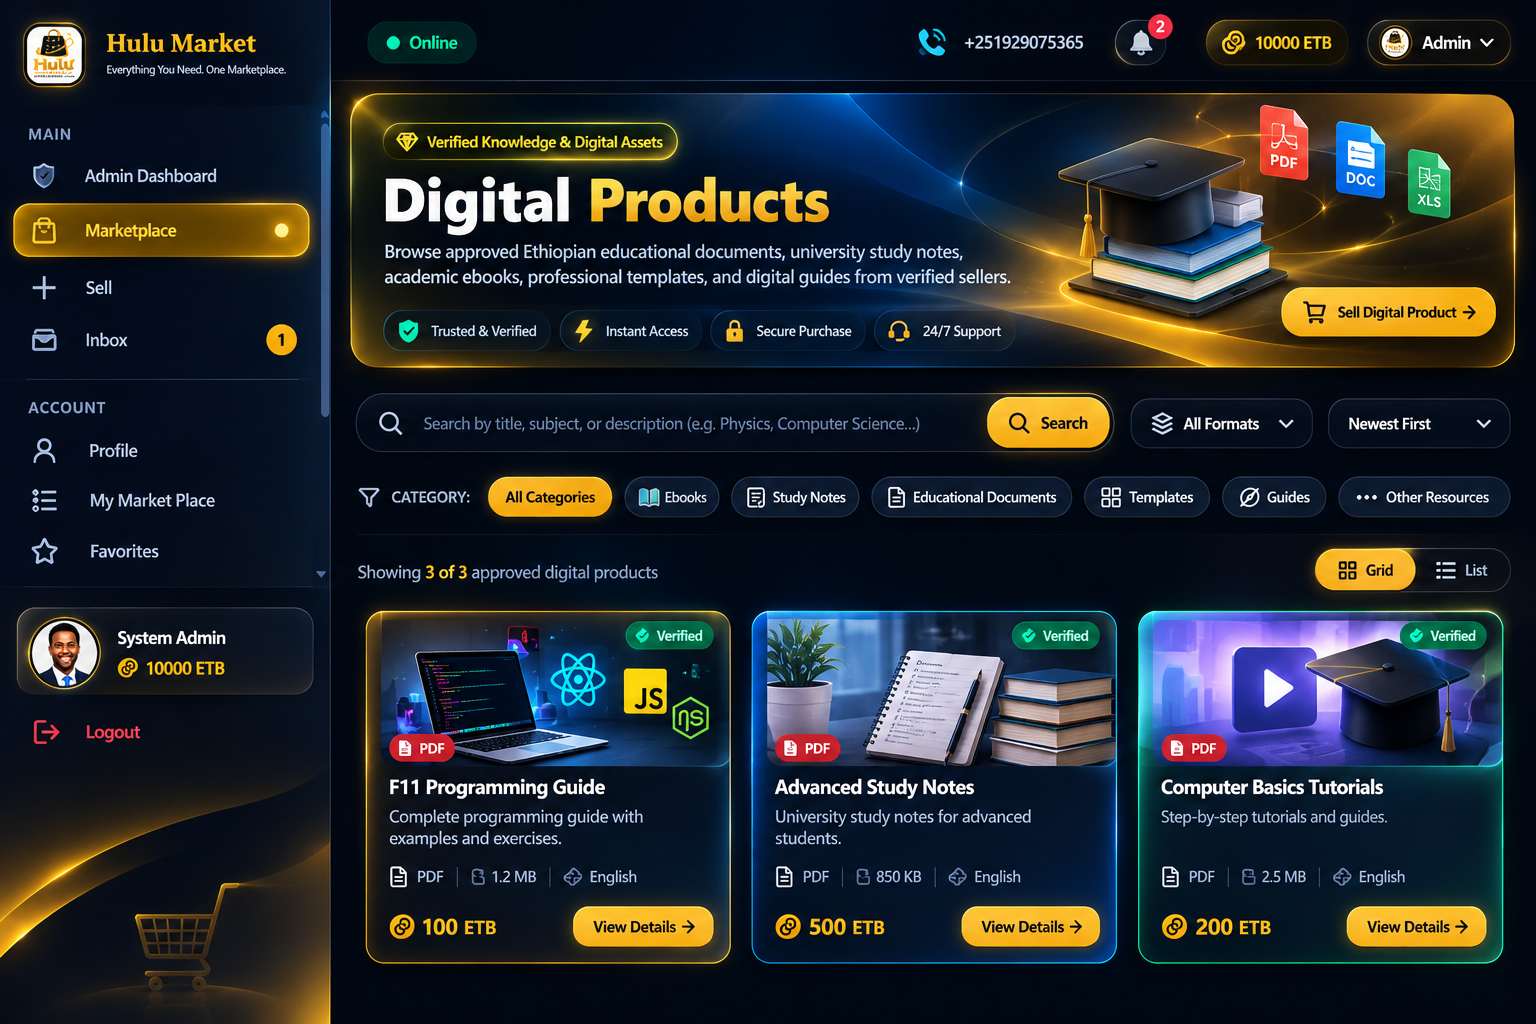 Hulu
Hulu Market
Everything You Need. One Marketplace.
MAIN
Admin Dashboard
Marketplace
Sell
Inbox
1
ACCOUNT
Profile
My Market Place
Favorites
System Admin
10000 ETB
Logout
Online
+251929075365
2
10000 ETB
Admin
Verified Knowledge & Digital Assets
Digital Products
Browse approved Ethiopian educational documents, university study notes,
academic ebooks, professional templates, and digital guides from verified sellers.
Trusted & Verified
Instant Access
Secure Purchase
24/7 Support
PDF
DOC
XLS
Sell Digital Product →
Search by title, subject, or description (e.g. Physics, Computer Science...)
Search
All Formats
Newest First
CATEGORY:
All Categories
Ebooks
Study Notes
Educational Documents
Templates
Guides
Other Resources
Showing 3 of 3 approved digital products
Grid
List
Verified
JS
PDF
F11 Programming Guide
Complete programming guide with
examples and exercises.
PDF
1.2 MB
English
100 ETB
View Details →
Verified
PDF
Advanced Study Notes
University study notes for advanced
students.
PDF
850 KB
English
500 ETB
View Details →
Verified
PDF
Computer Basics Tutorials
Step-by-step tutorials and guides.
PDF
2.5 MB
English
200 ETB
View Details →